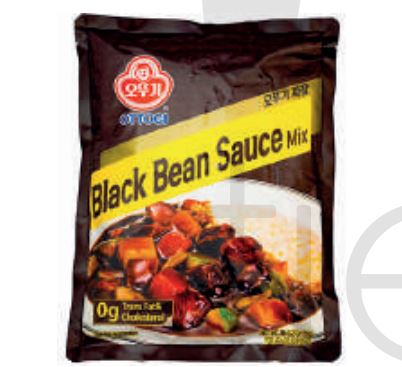 오뚜기
OTTOGI
오뚜기 짜장
Black Bean Sauce Mix
0g Trans Fat&
Cholesterol